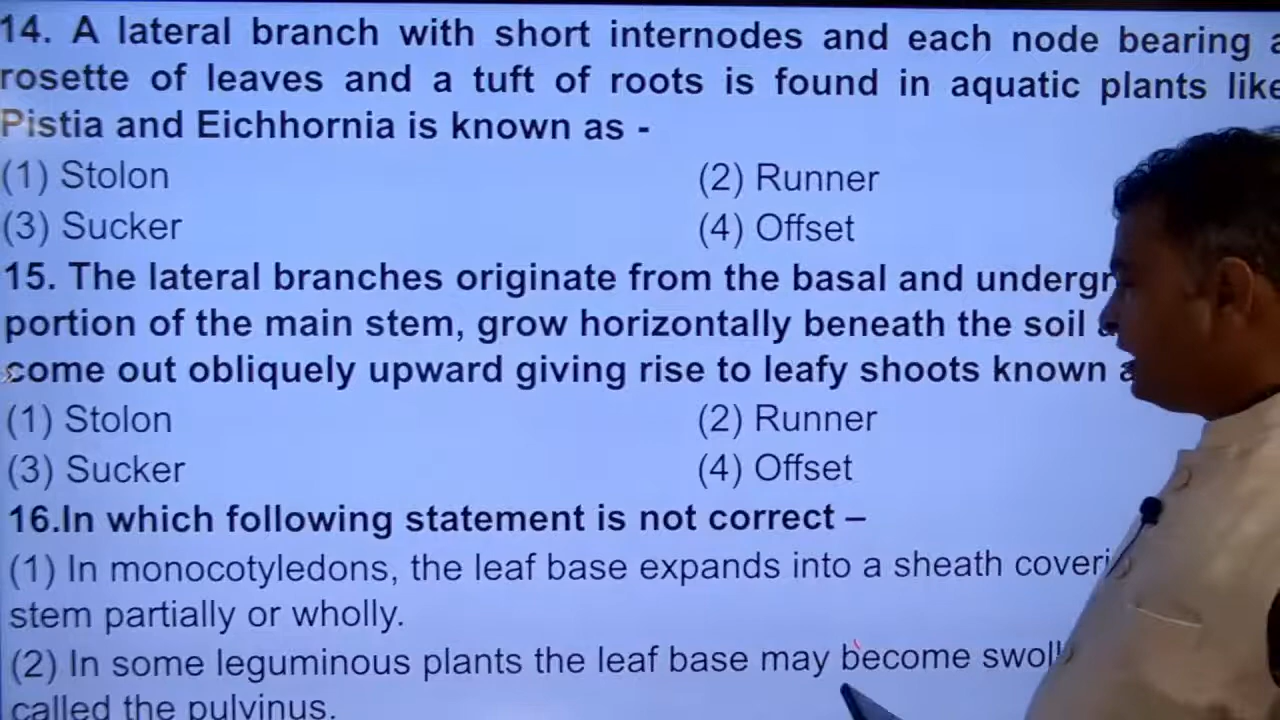 14. A lateral branch with short internodes and each node bearing a
rosette of leaves and a tuft of roots is found in aquatic plants like
Pistia and Eichhornia is known as -
(1) Stolon (2) Runner
(3) Sucker (4) Offset
15. The lateral branches originate from the basal and
portion of the main stem, grow horizontally beneath the soil
come out obliquely upward giving rise to leafy shoots known
(1) Stolon (2) Runner
(3) Sucker (4) Offset
16.In which following statement is not correct –
(1) In monocotyledons, the leaf base expands into a sheath
stem partially or wholly.
(2) In some leguminous plants the leaf base may become
called the pulvinus.